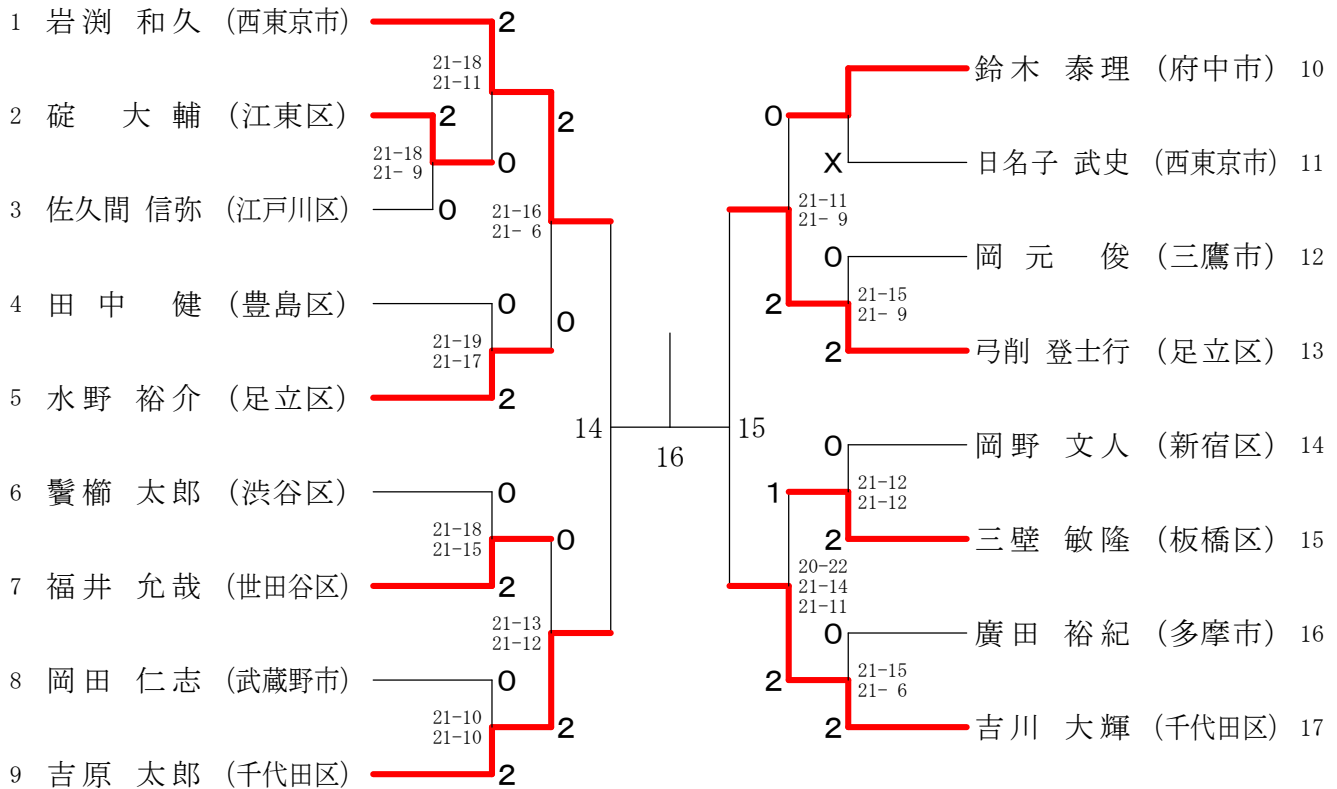 1 岩渕 和久 (西東京市) 2
21-18
21-11
2 碇 大輔 (江東区) 2
2
21-18
21- 9
0
3 佐久間 信弥 (江戸川区) 0
21-16
21- 6
4 田中 健 (豊島区) 0
0
21-19
21-17
5 水野 裕介 (足立区) 2
14
6 鬢櫛 太郎 (渋谷区) 0
21-18
21-15
0
7 福井 允哉 (世田谷区) 2
21-13
21-12
8 岡田 仁志 (武蔵野市) 0
21-10
21-10
2
9 吉原 太郎 (千代田区) 2
16
鈴木 泰理 (府中市) 10
0
X 日名子 武史 (西東京市) 11
21-11
21- 9
0 岡元 俊 (三鷹市) 12
21-15
21- 9
2
2 弓削 登士行 (足立区) 13
15
0 岡野 文人 (新宿区) 14
21-12
21-12
1
2 三壁 敏隆 (板橋区) 15
20-22
21-14
21-11
0 廣田 裕紀 (多摩市) 16
21-15
21- 6
2
2 吉川 大輝 (千代田区) 17